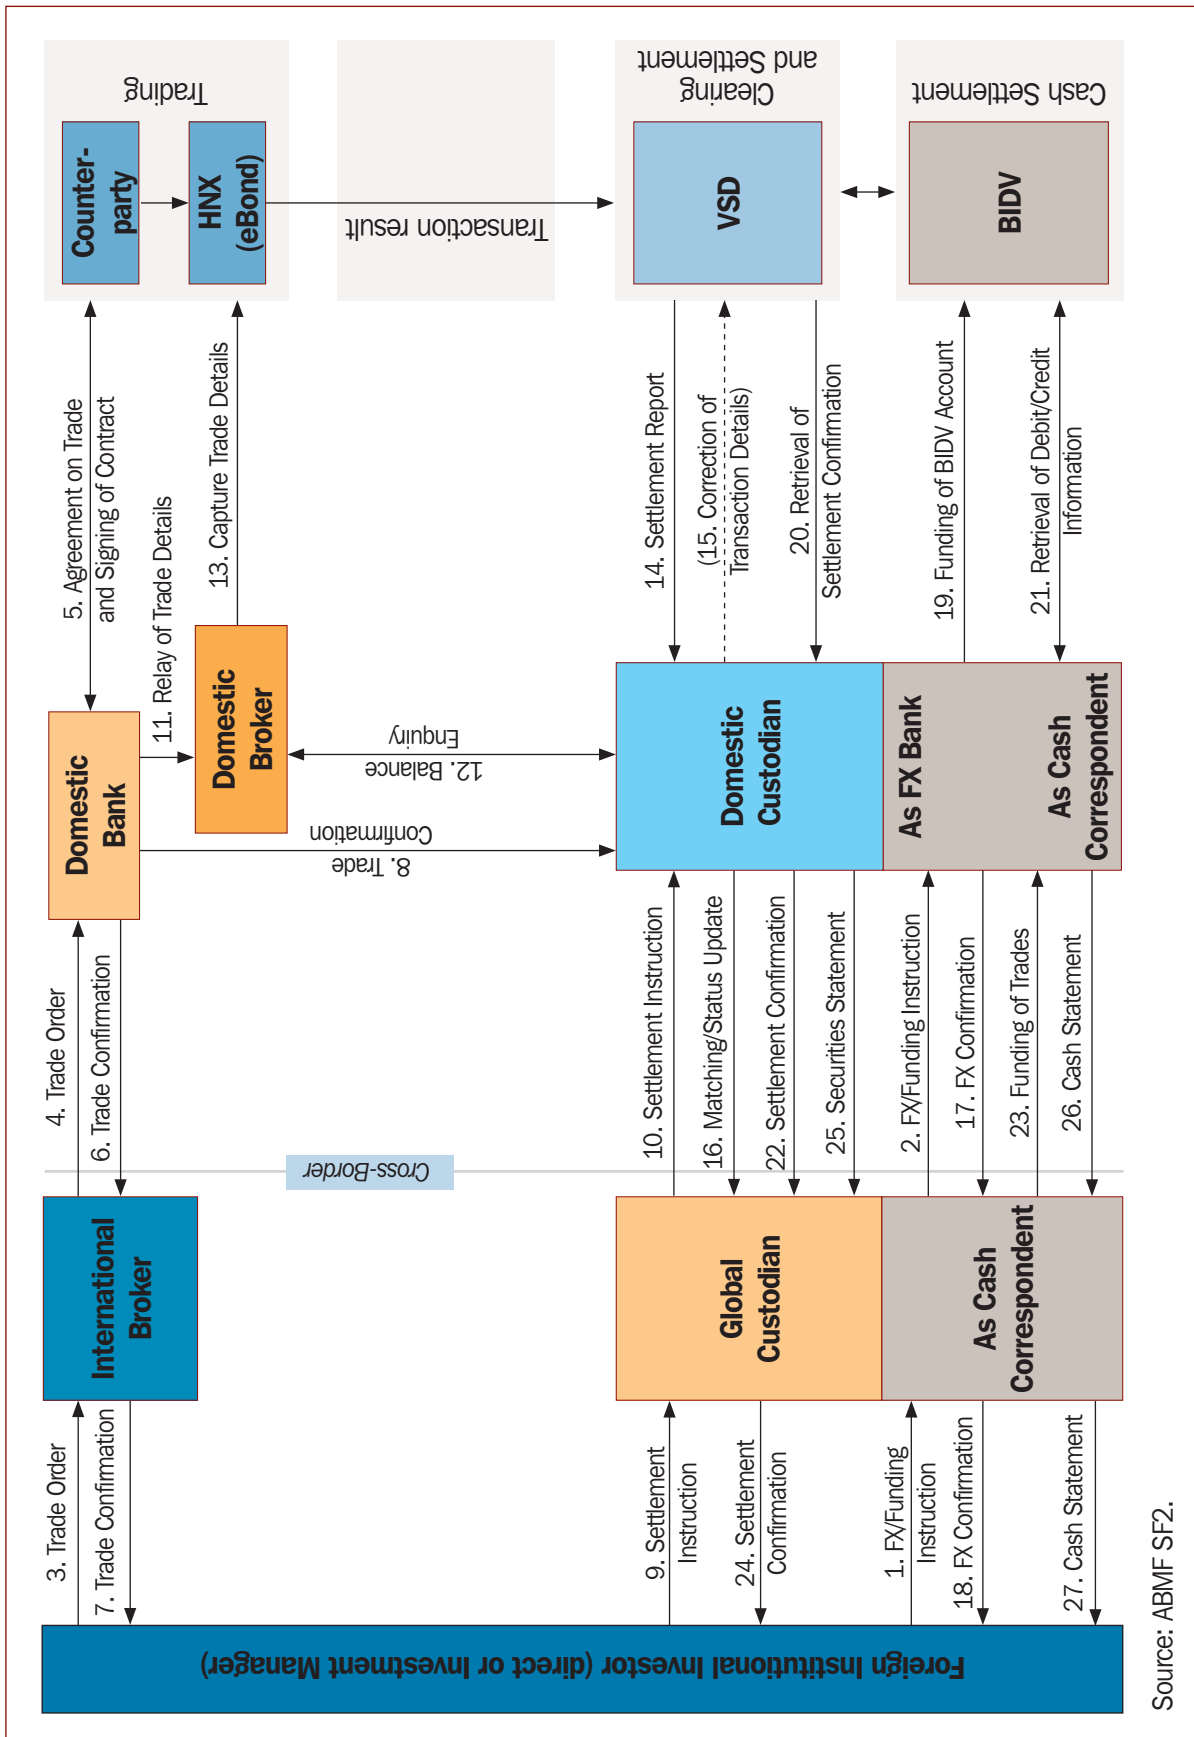 Foreign Institutional Investor (direct or Investment Manager)
3. Trade Order
7. Trade Confirmation
International
Broker
4. Trade Order
6. Trade Confirmation
Domestic
Bank
5. Agreement on Trade
and Signing of Contract
11. Relay of Trade Details
Domestic
Broker
13. Capture Trade Details
Counter-
party
HNX
(eBond)
Trading
Transaction result
Cross-Border
8. Trade
Confirmation
12. Balance
Enquiry
9. Settlement
Instruction
24. Settlement
Confirmation
Global
Custodian
10. Settlement Instruction
16. Matching/Status Update
22. Settlement Confirmation
25. Securities Statement
Domestic
Custodian
14. Settlement Report
(15. Correction of
Transaction Details)
20. Retrieval of
Settlement Confirmation
VSD
Clearing
and Settlement
1. FX/Funding
Instruction
18. FX Confirmation
27. Cash Statement
As Cash
Correspondent
2. FX/Funding Instruction
17. FX Confirmation
23. Funding of Trades
26. Cash Statement
As FX Bank
As Cash
Correspondent
19. Funding of BIDV Account
21. Retrieval of Debit/Credit
Information
BIDV
Cash Settlement
Source: ABMF SF2.